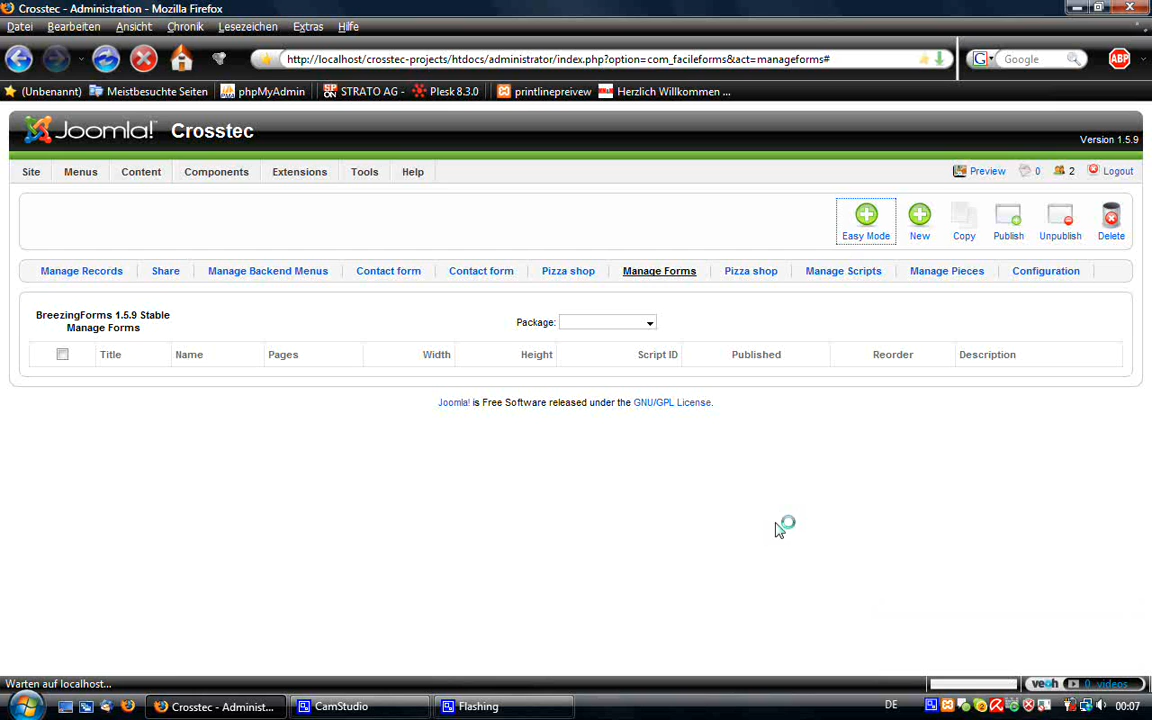 Crosstec - Administration - Mozilla Firefox
Datei Bearbeiten Ansicht Chronik Lesezeichen Extras Hilfe
http://localhost/crosstec-projects/htdocs/administrator/index.php?option=com_facileforms&act=manageforms#
G Google ABP
(Unbenannt) Meistbesuchte Seiten phpMyAdmin STRATO AG - Plesk 8.3.0 printlinepreivew Herzlich Willkommen ...
Joomla! Crosstec
Version 1.5.9
Site Menus Content Components Extensions Tools Help Preview 0 2 Logout
Easy Mode New Copy Publish Unpublish Delete
Manage Records Share Manage Backend Menus Contact form Contact form Pizza shop Manage Forms Pizza shop Manage Scripts Manage Pieces Configuration
BreezingForms 1.5.9 Stable
Manage Forms
Package:
Title Name Pages Width Height Script ID Published Reorder Description
Joomla! is Free Software released under the GNU/GPL License.
Warten auf localhost... veoh 0 videos
Crosstec - Administ... CamStudio Flashing DE 00:07